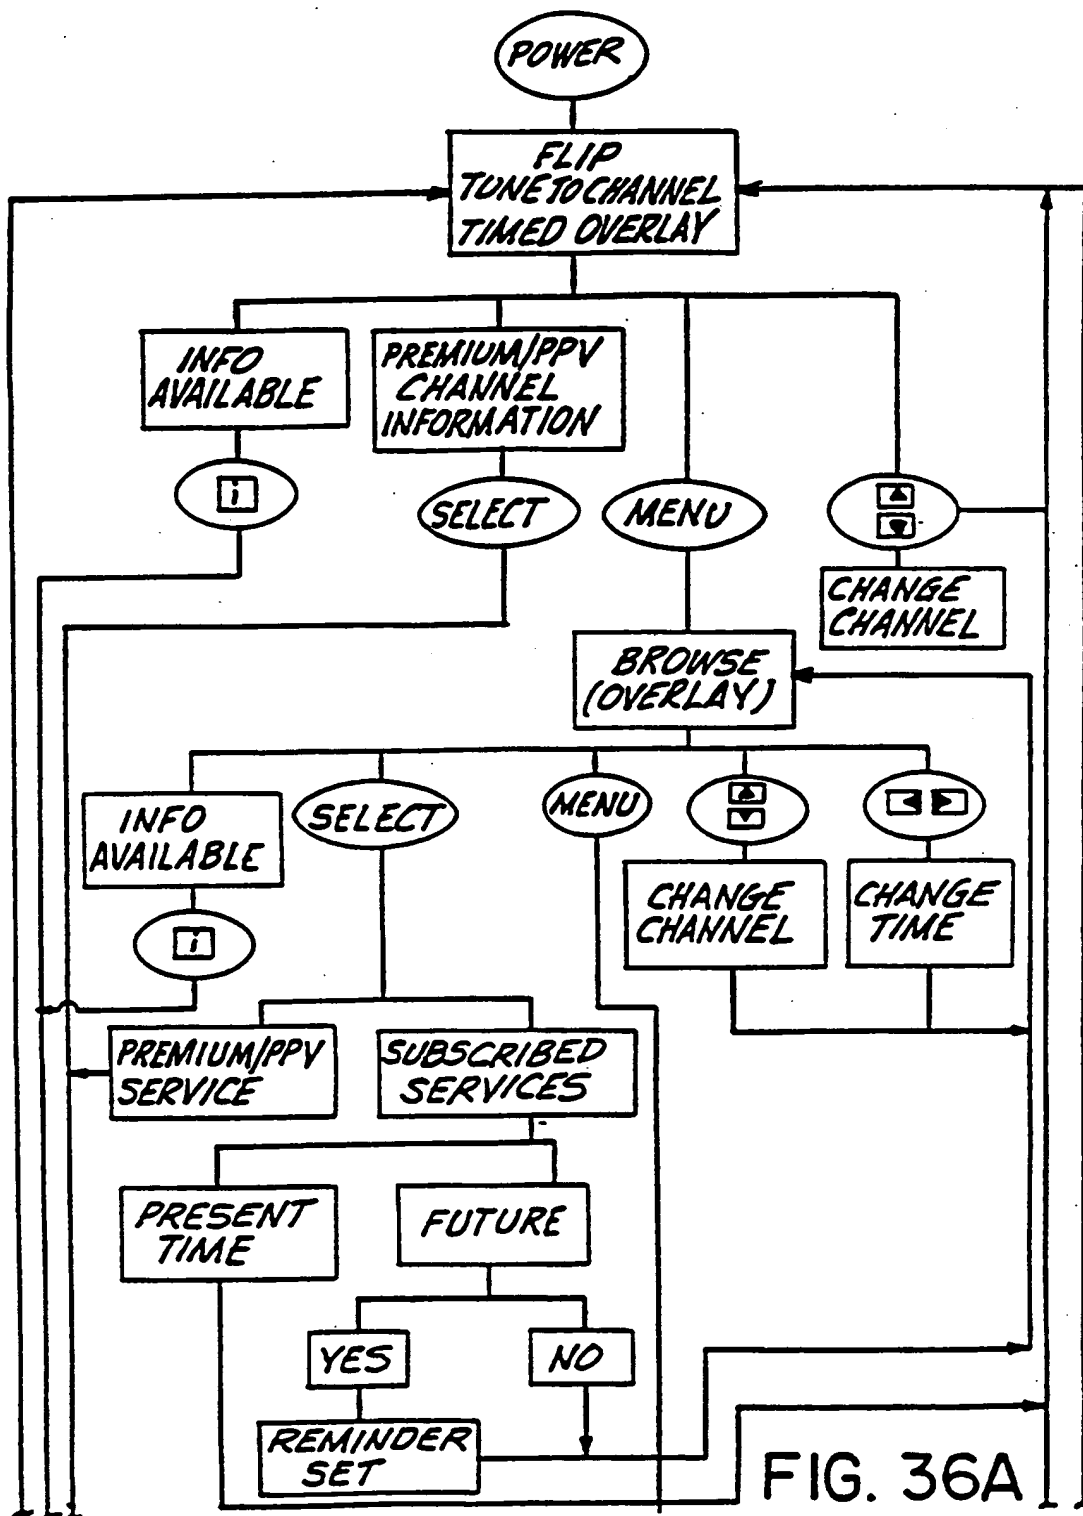 POWER
FLIP
TUNE TO CHANNEL
TIMED OVERLAY
INFO
AVAILABLE
PREMIUM/PPV
CHANNEL
INFORMATION
i
SELECT
MENU
CHANGE
CHANNEL
BROWSE
(OVERLAY)
INFO
AVAILABLE
SELECT
MENU
i
CHANGE
CHANNEL
CHANGE
TIME
PREMIUM/PPV
SERVICE
SUBSCRIBED
SERVICES
PRESENT
TIME
FUTURE
YES
NO
REMINDER
SET
FIG. 36A